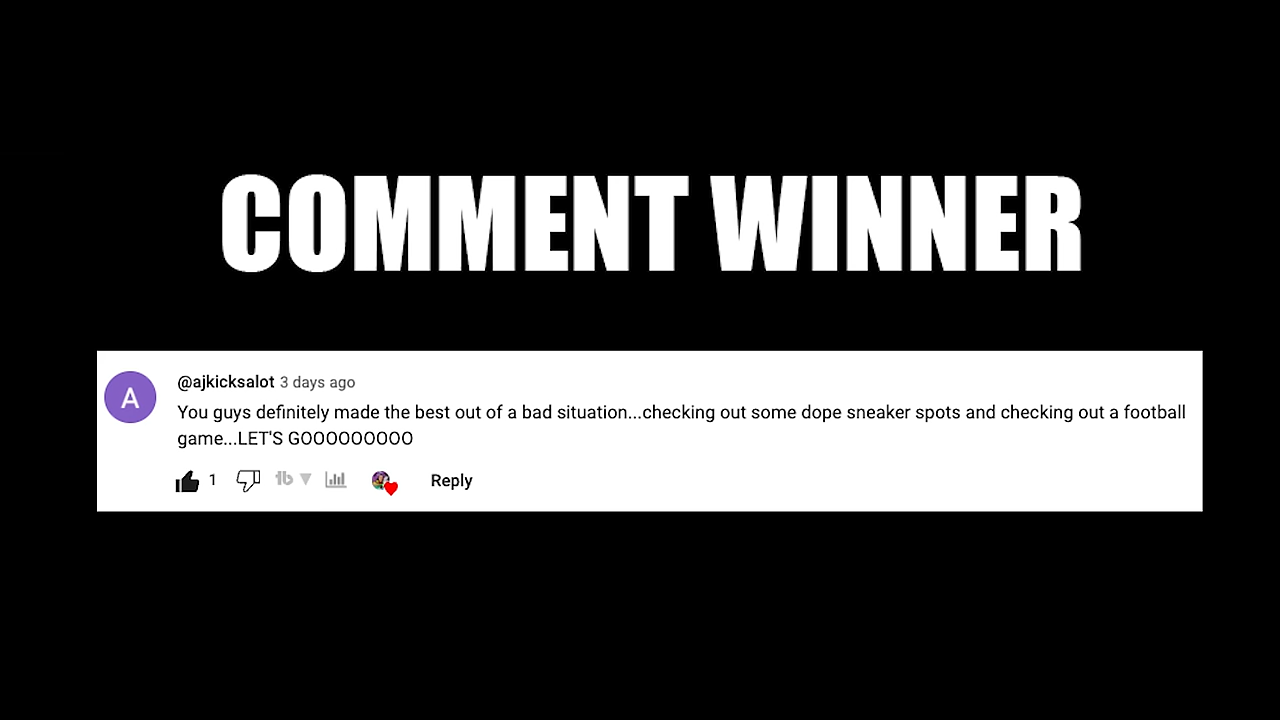 COMMENT WINNER
A
@ajkicksalot 3 days ago
You guys definitely made the best out of a bad situation...checking out some dope sneaker spots and checking out a football
game...LET'S GOOOOOOOOO
1 tb Reply